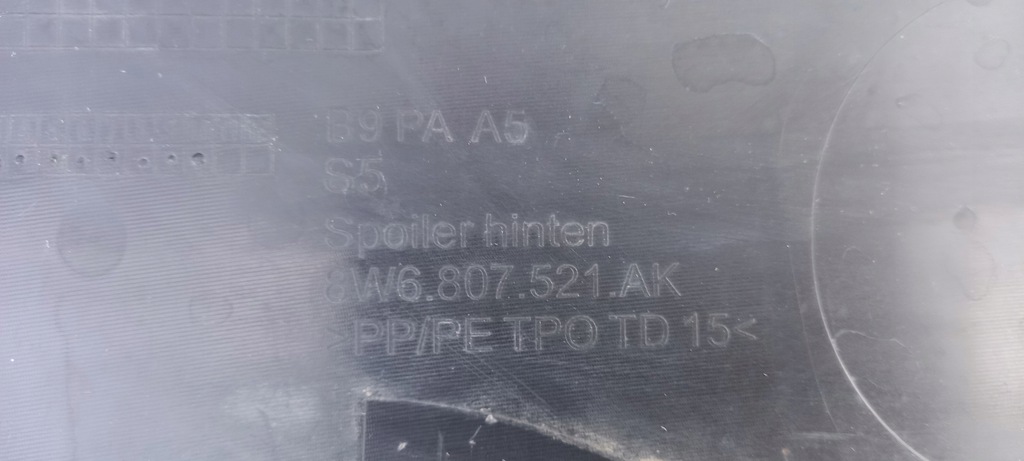 B9 PA A5
S5
Spoiler hinten
8W6.807.521.AK
>PP/PE TPO TD 15<